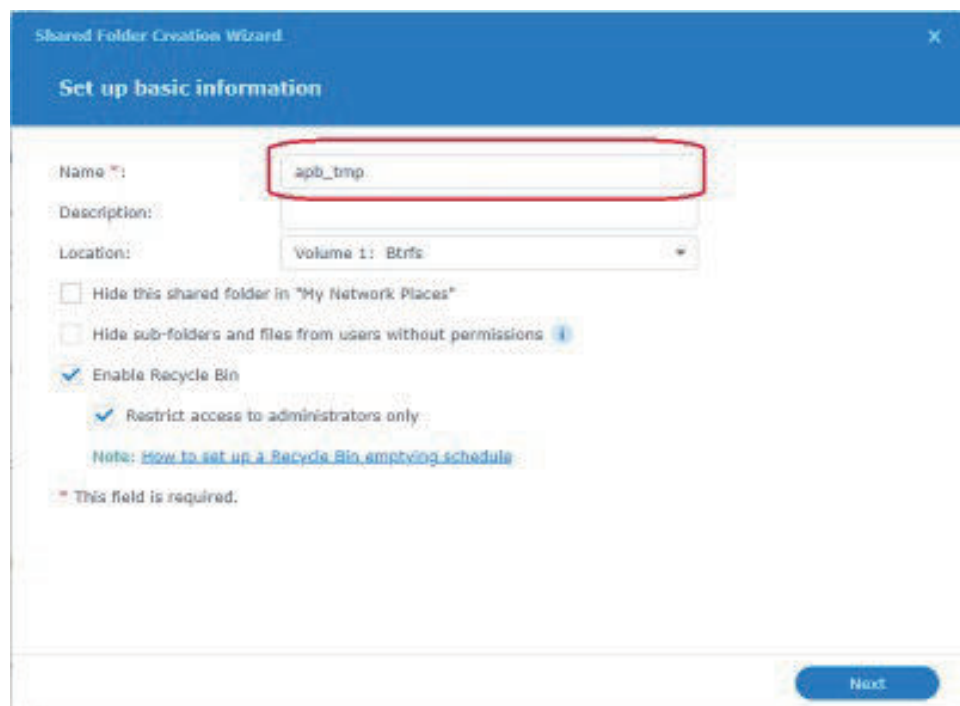 Shared Folder Creation Wizard
Set up basic information
Name *: apb_tmp
Description:
Location: Volume 1: Btrfs
Hide this shared folder in "My Network Places"
Hide sub-folders and files from users without permissions i
Enable Recycle Bin
Restrict access to administrators only
Note: How to set up a Recycle Bin emptying schedule
* This field is required.
Next